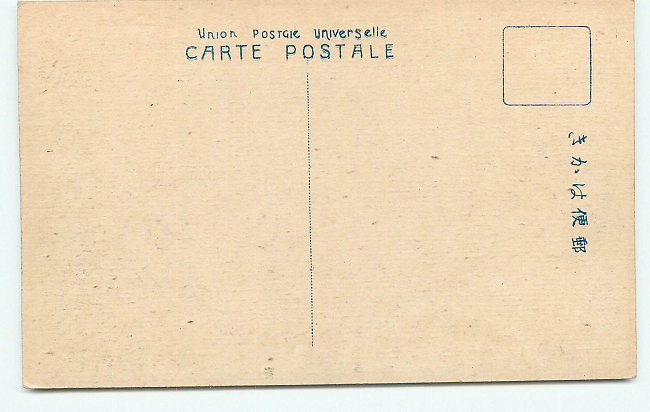 Union Postale Universelle
CARTE POSTALE
きかは便郵